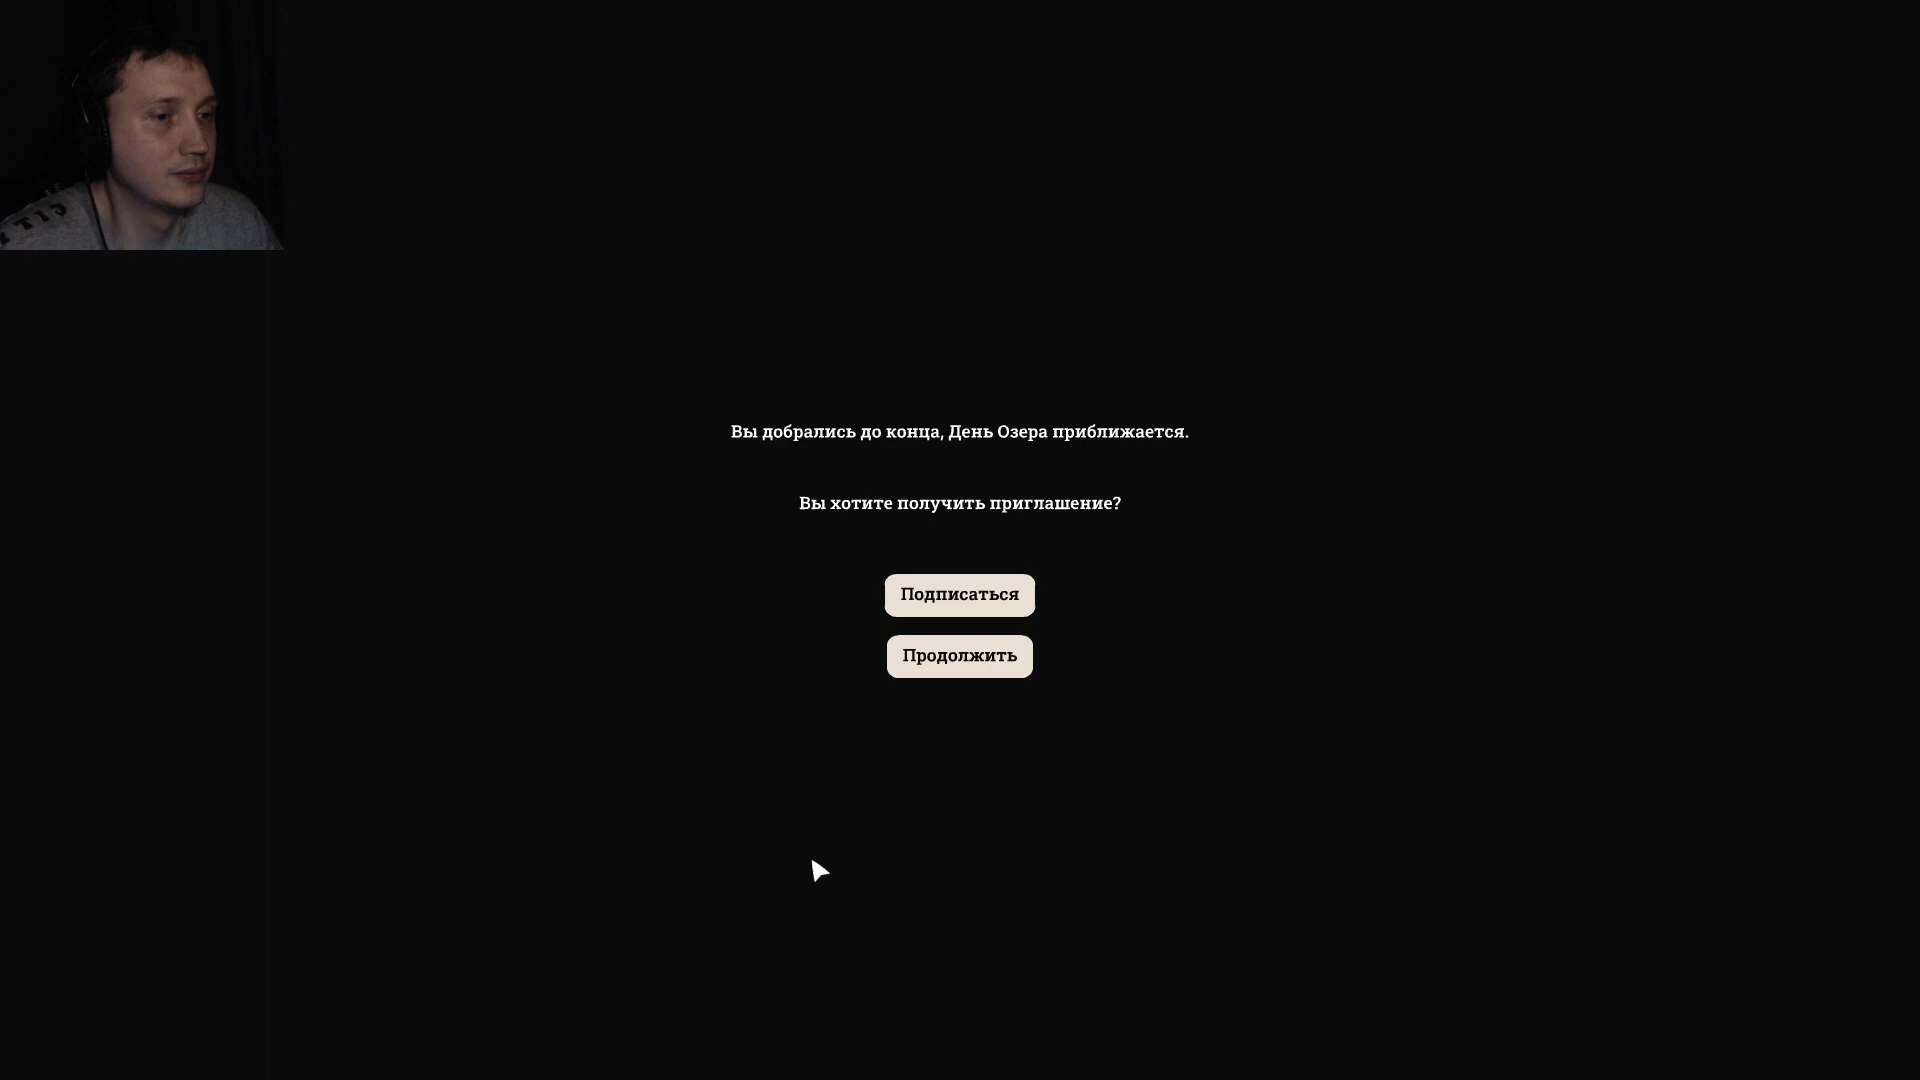 Вы добрались до конца, День Озера приближается.
Вы хотите получить приглашение?
Подписаться
Продолжить